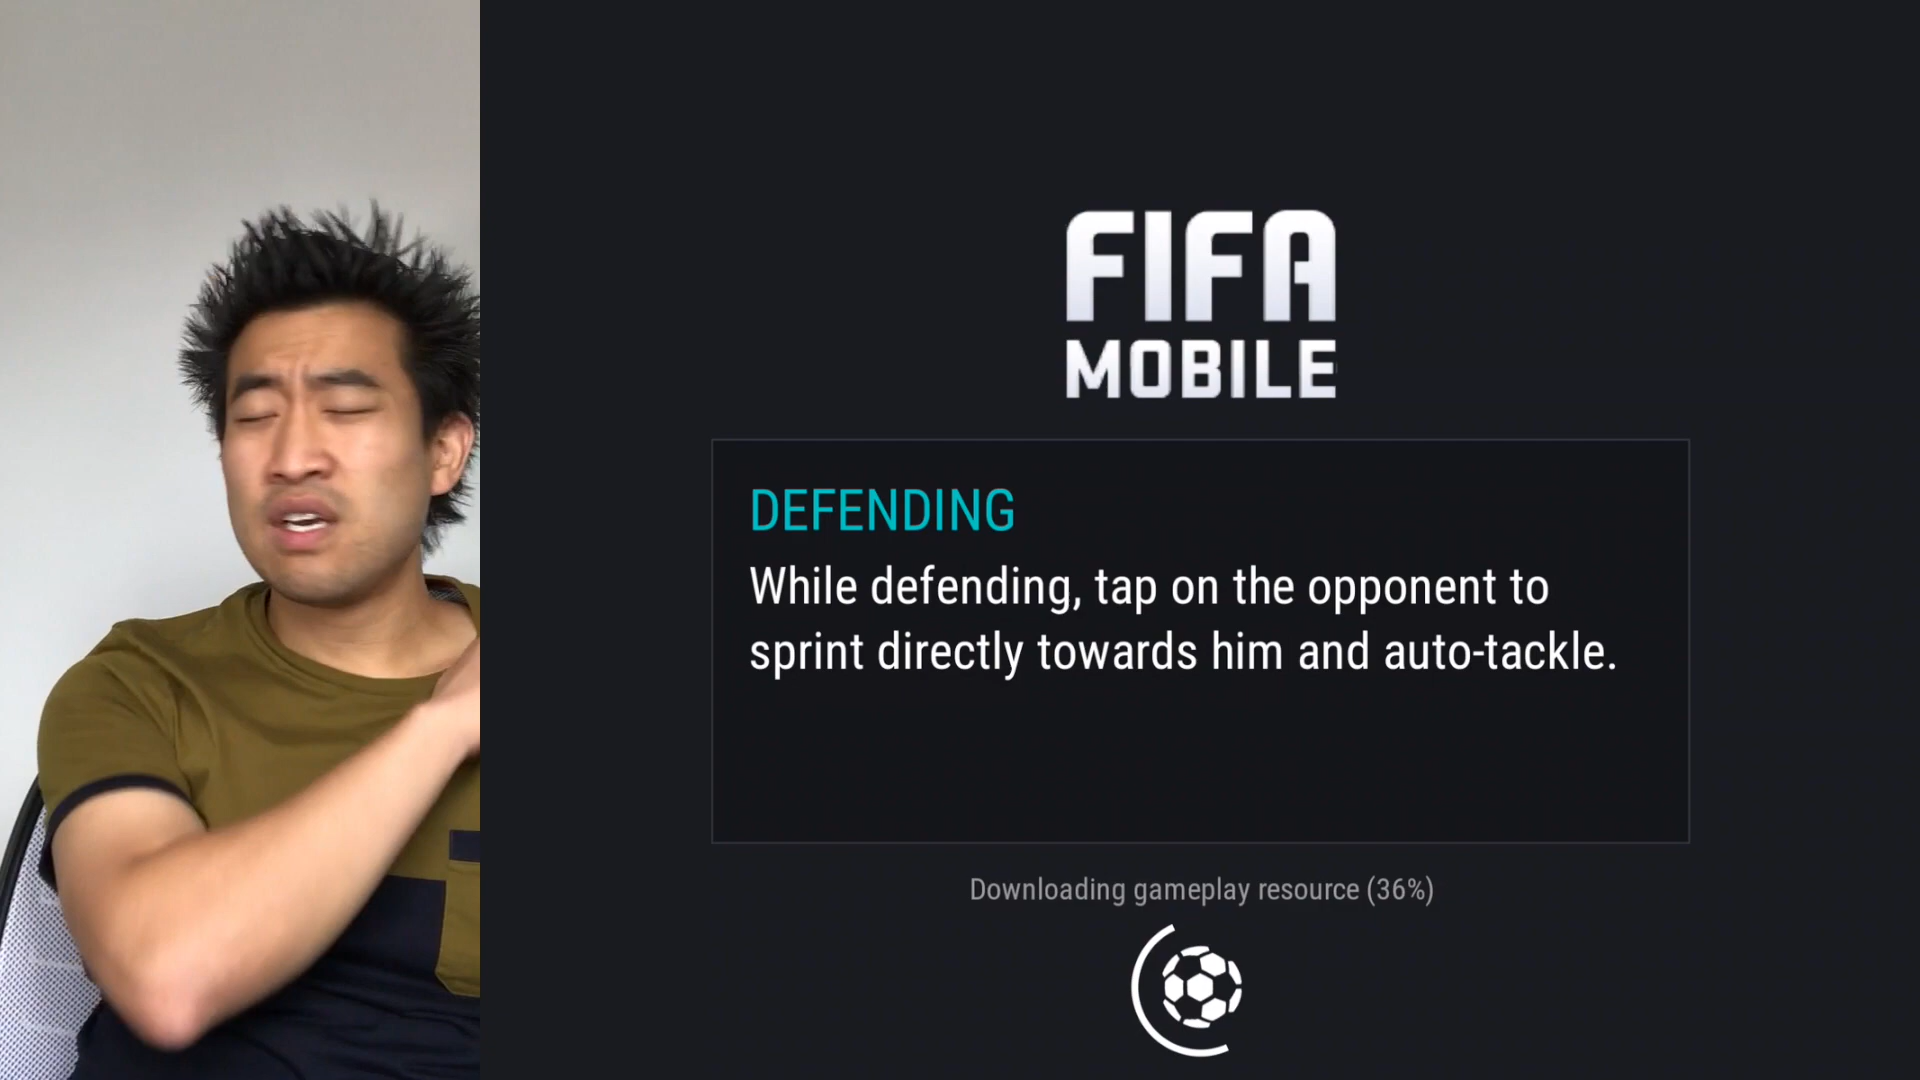 FIFA
MOBILE
DEFENDING
While defending, tap on the opponent to
sprint directly towards him and auto-tackle.
Downloading gameplay resource (36%)